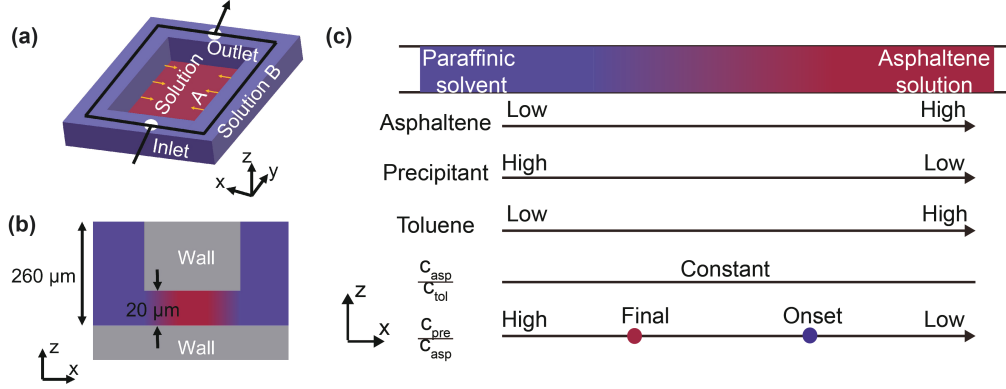 (a)
Outlet
Solution
A
Solution B
Inlet
z
y
x
(b)
Wall
260 µm
20 µm
Wall
z
x
(c)
Paraffinic
solvent
Asphaltene
solution
Asphaltene
Low
High
Precipitant
High
Low
Toluene
Low
High
c_asp
c_tol
Constant
z
x
c_pre
c_asp
High
Final
Onset
Low